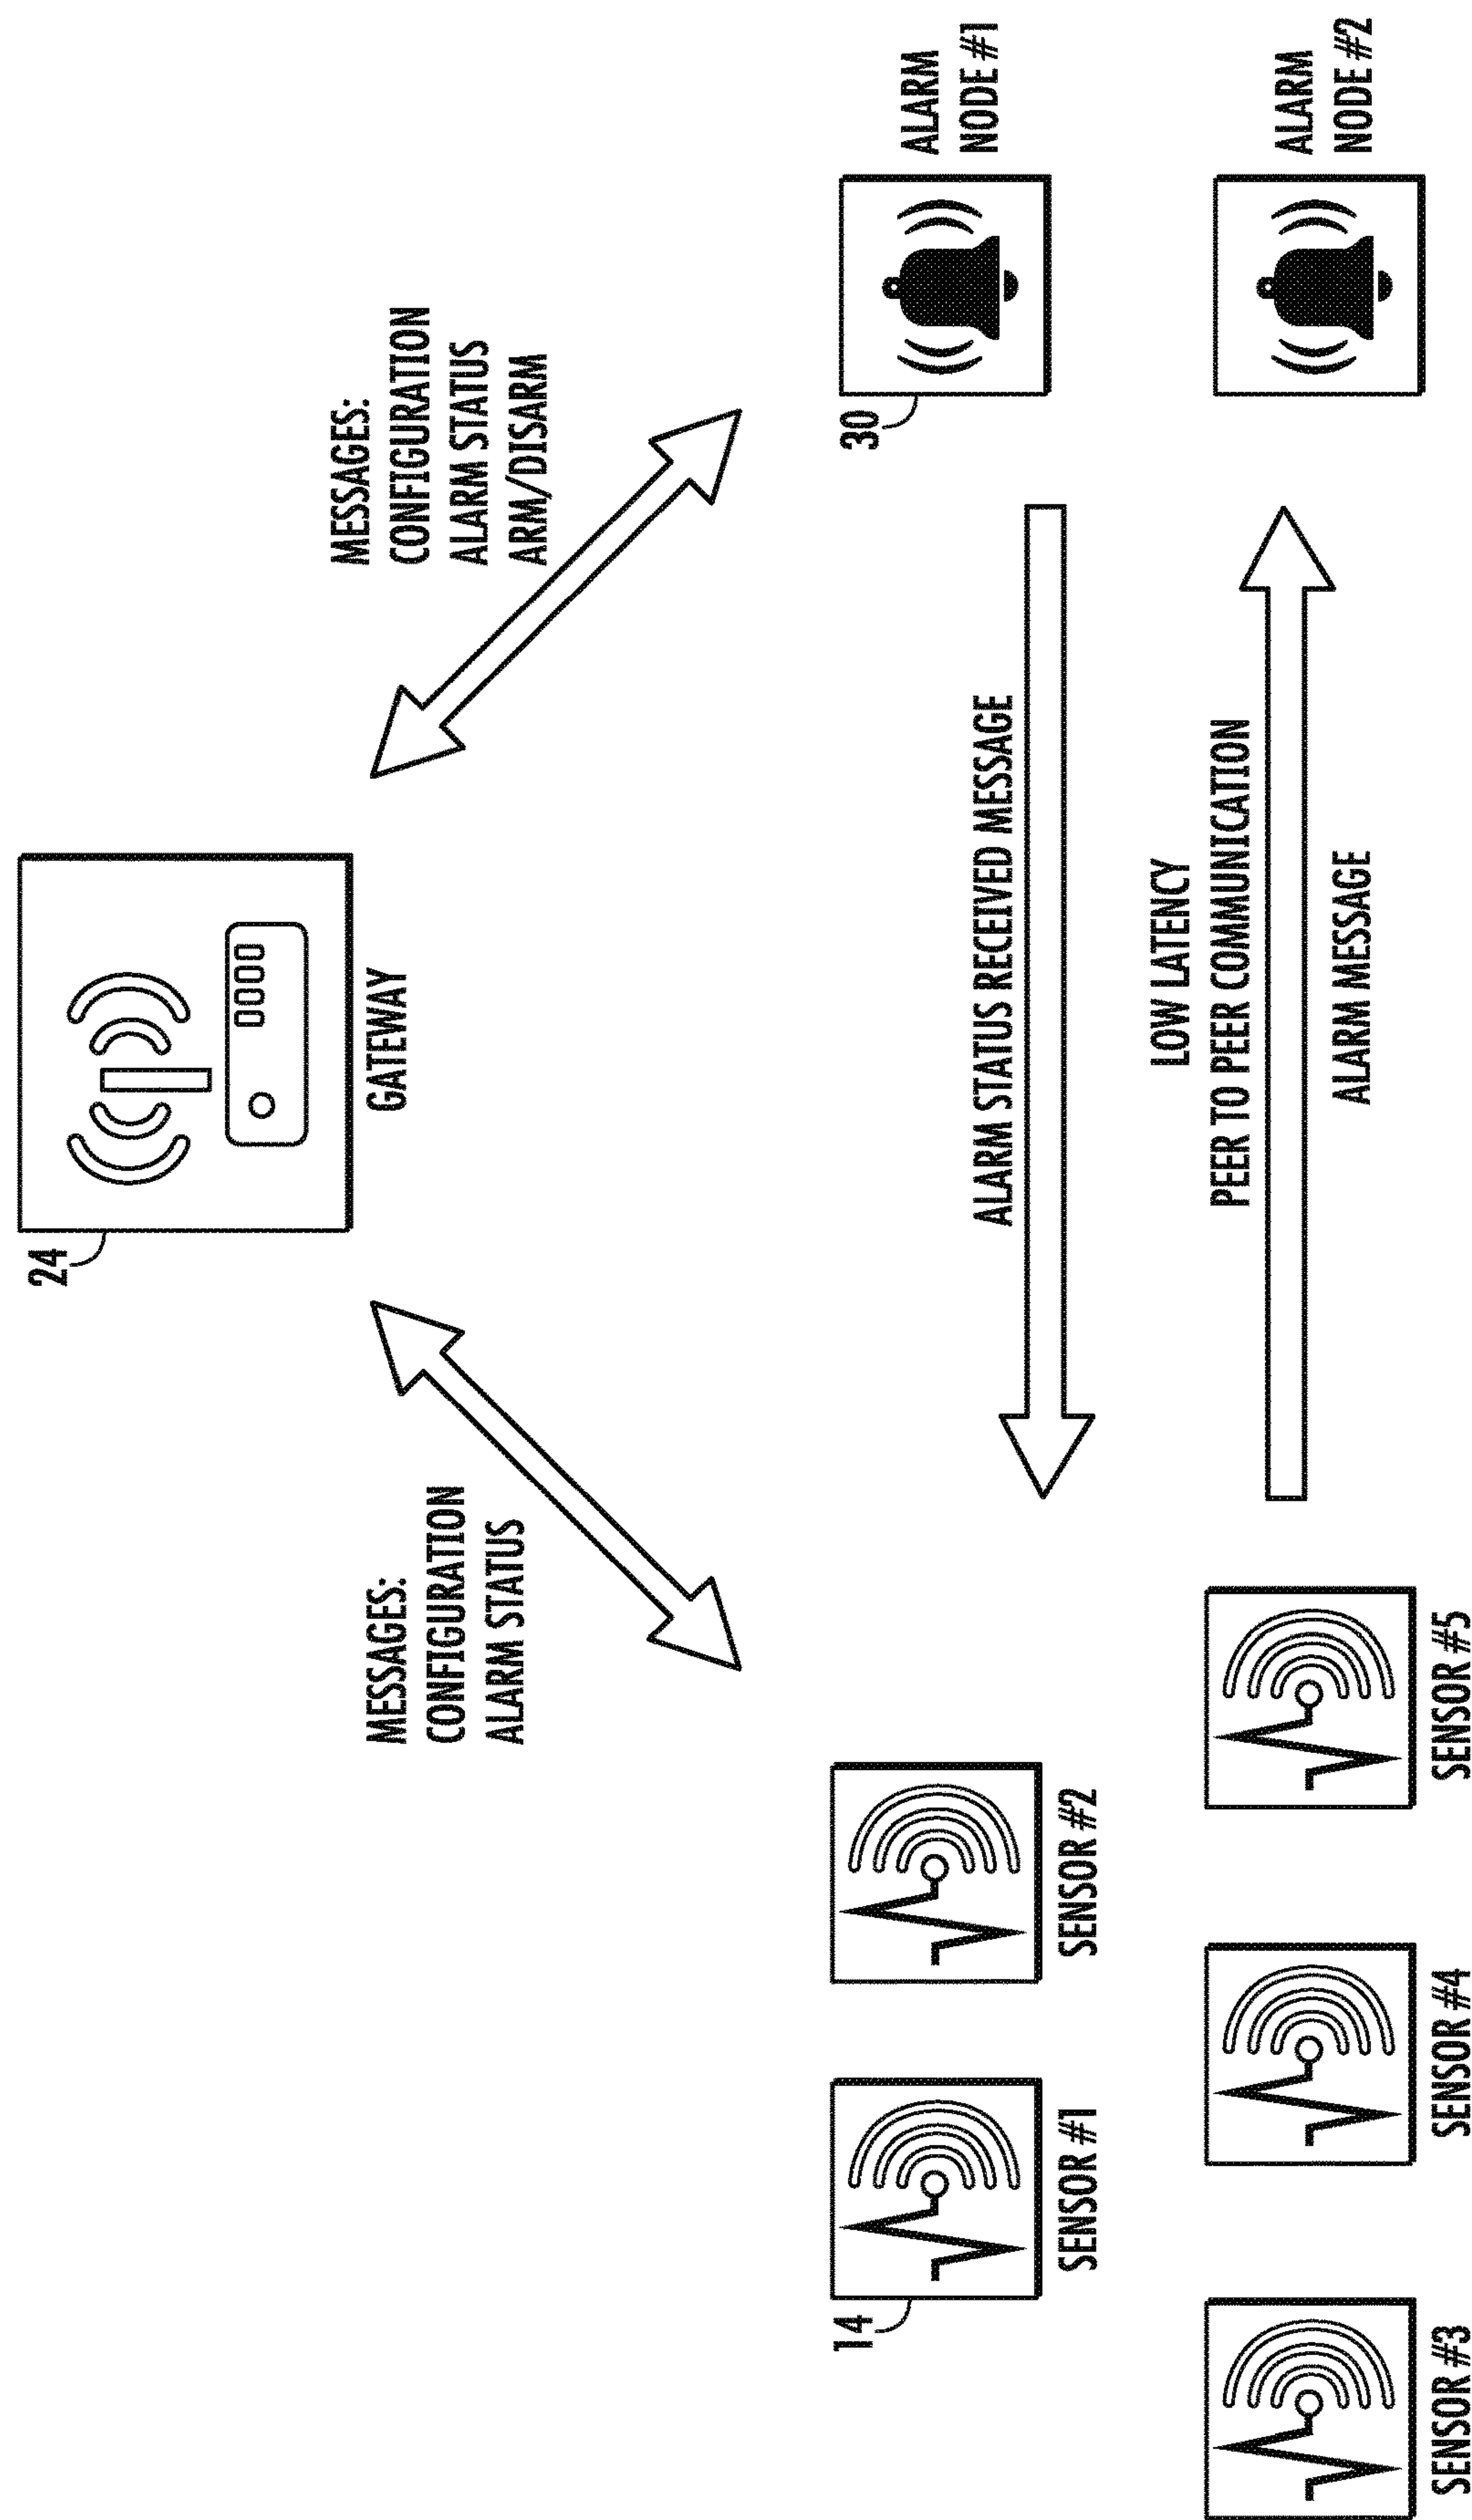 24
GATEWAY
MESSAGES:
CONFIGURATION
ALARM STATUS
MESSAGES:
CONFIGURATION
ALARM STATUS
ARM/DISARM
14
SENSOR #1
SENSOR #2
SENSOR #3
SENSOR #4
SENSOR #5
ALARM STATUS RECEIVED MESSAGE
LOW LATENCY
PEER TO PEER COMMUNICATION
ALARM MESSAGE
30
ALARM
NODE #1
ALARM
NODE #2